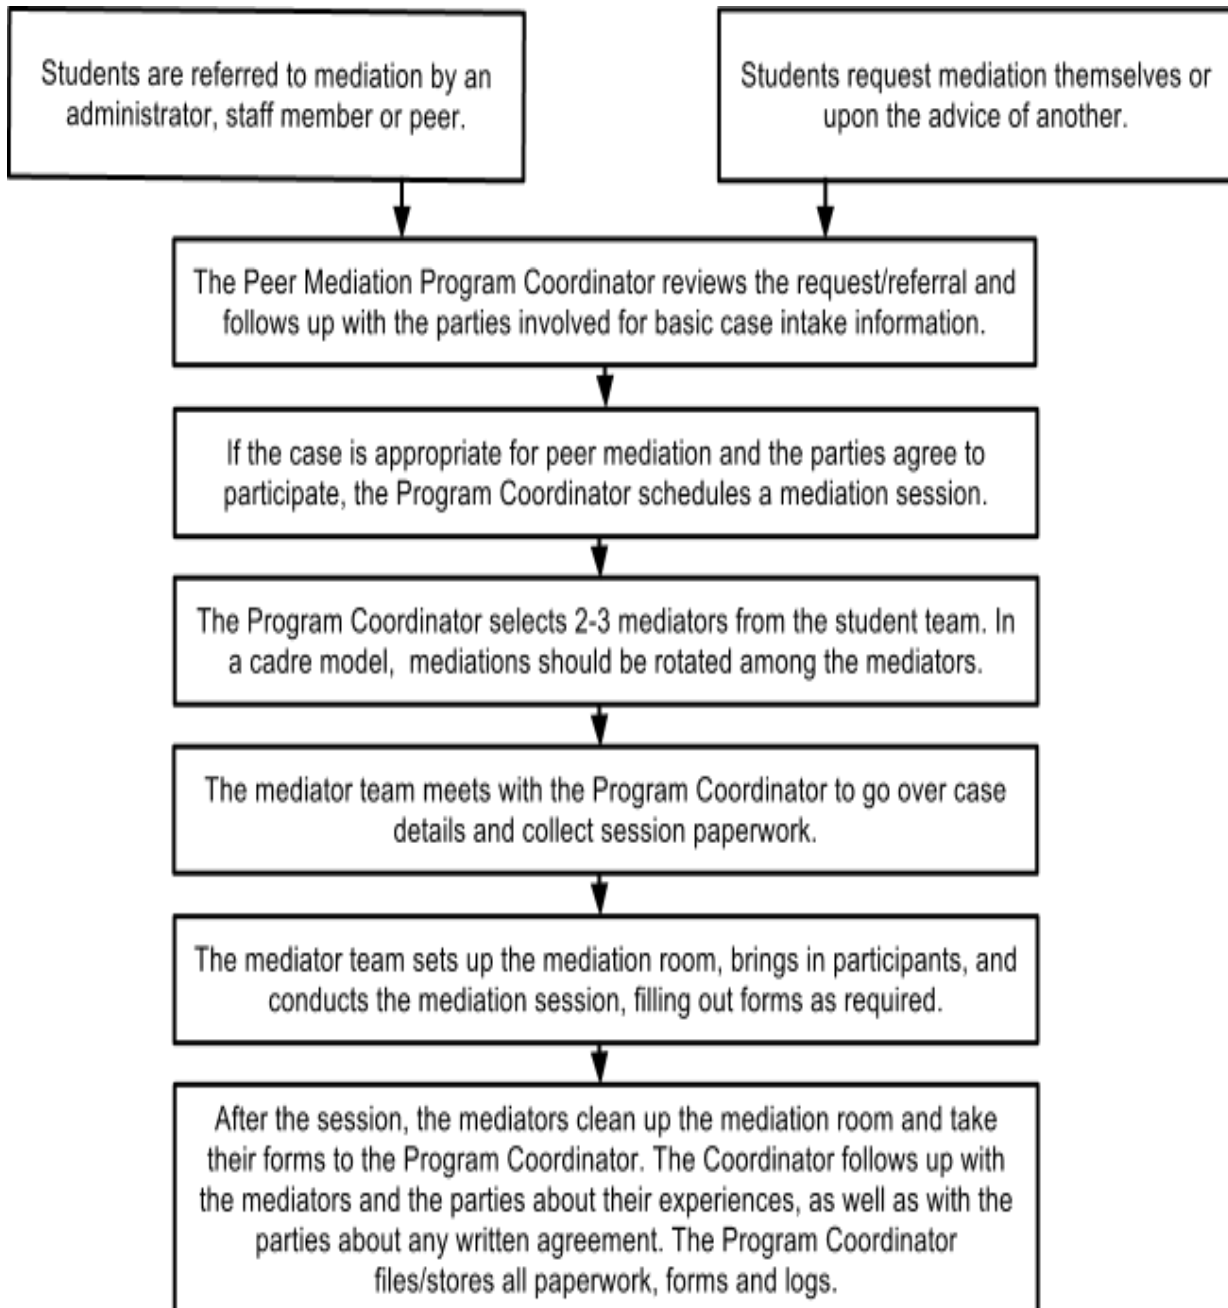 Students are referred to mediation by an
administrator, staff member or peer.
Students request mediation themselves or
upon the advice of another.
The Peer Mediation Program Coordinator reviews the request/referral and
follows up with the parties involved for basic case intake information.
If the case is appropriate for peer mediation and the parties agree to
participate, the Program Coordinator schedules a mediation session.
The Program Coordinator selects 2-3 mediators from the student team. In
a cadre model, mediations should be rotated among the mediators.
The mediator team meets with the Program Coordinator to go over case
details and collect session paperwork.
The mediator team sets up the mediation room, brings in participants, and
conducts the mediation session, filling out forms as required.
After the session, the mediators clean up the mediation room and take
their forms to the Program Coordinator. The Coordinator follows up with
the mediators and the parties about their experiences, as well as with the
parties about any written agreement. The Program Coordinator
files/stores all paperwork, forms and logs.